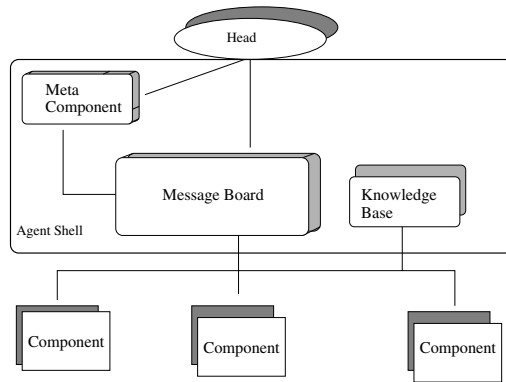 Head
Meta
Component
Message Board
Knowledge
Base
Agent Shell
Component
Component
Component